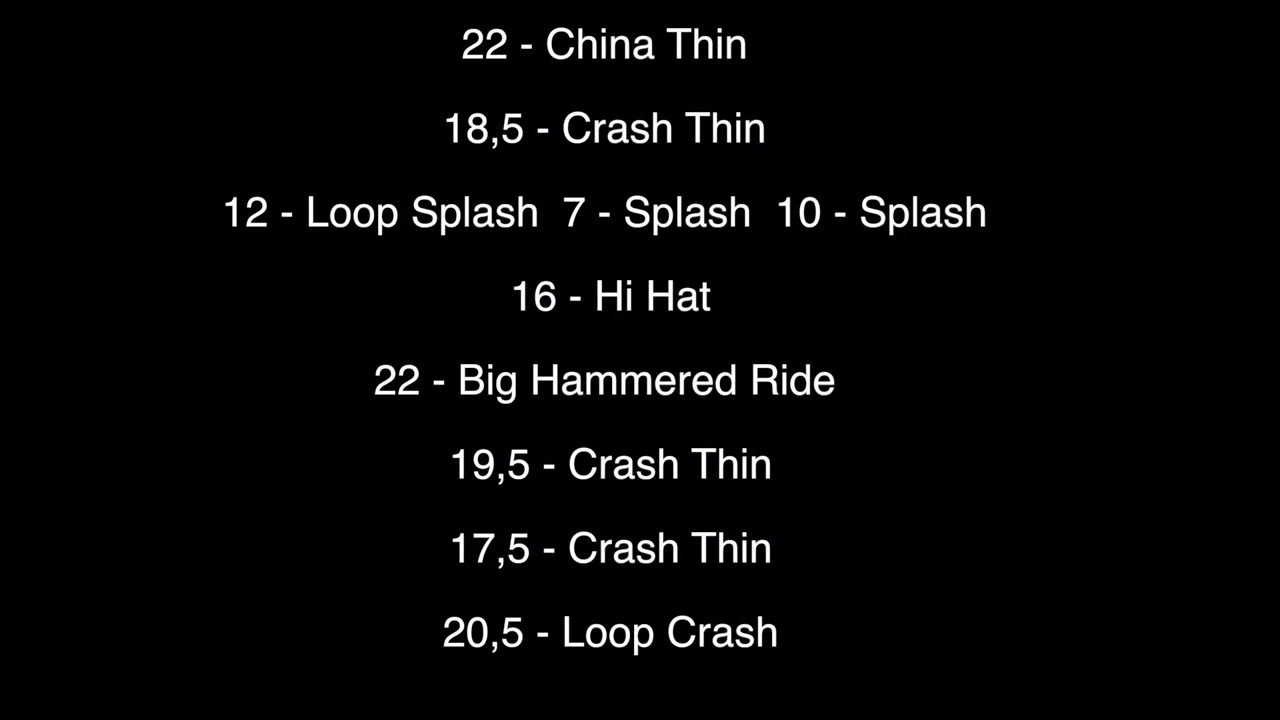 22 - China Thin
18,5 - Crash Thin
12 - Loop Splash  7 - Splash  10 - Splash
16 - Hi Hat
22 - Big Hammered Ride
19,5 - Crash Thin
17,5 - Crash Thin
20,5 - Loop Crash